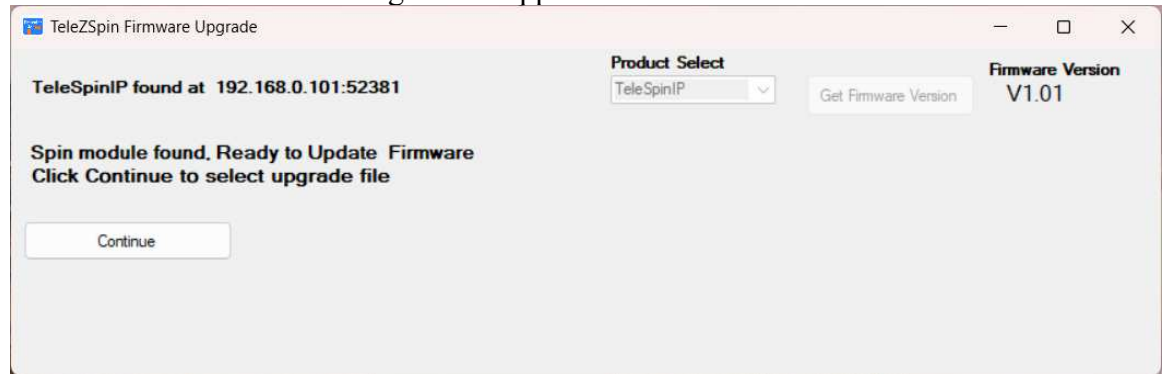 TeleZSpin Firmware Upgrade
TeleSpinIP found at 192.168.0.101:52381
Product Select
TeleSpinIP
Get Firmware Version
Firmware Version
V1.01
Spin module found, Ready to Update Firmware
Click Continue to select upgrade file
Continue